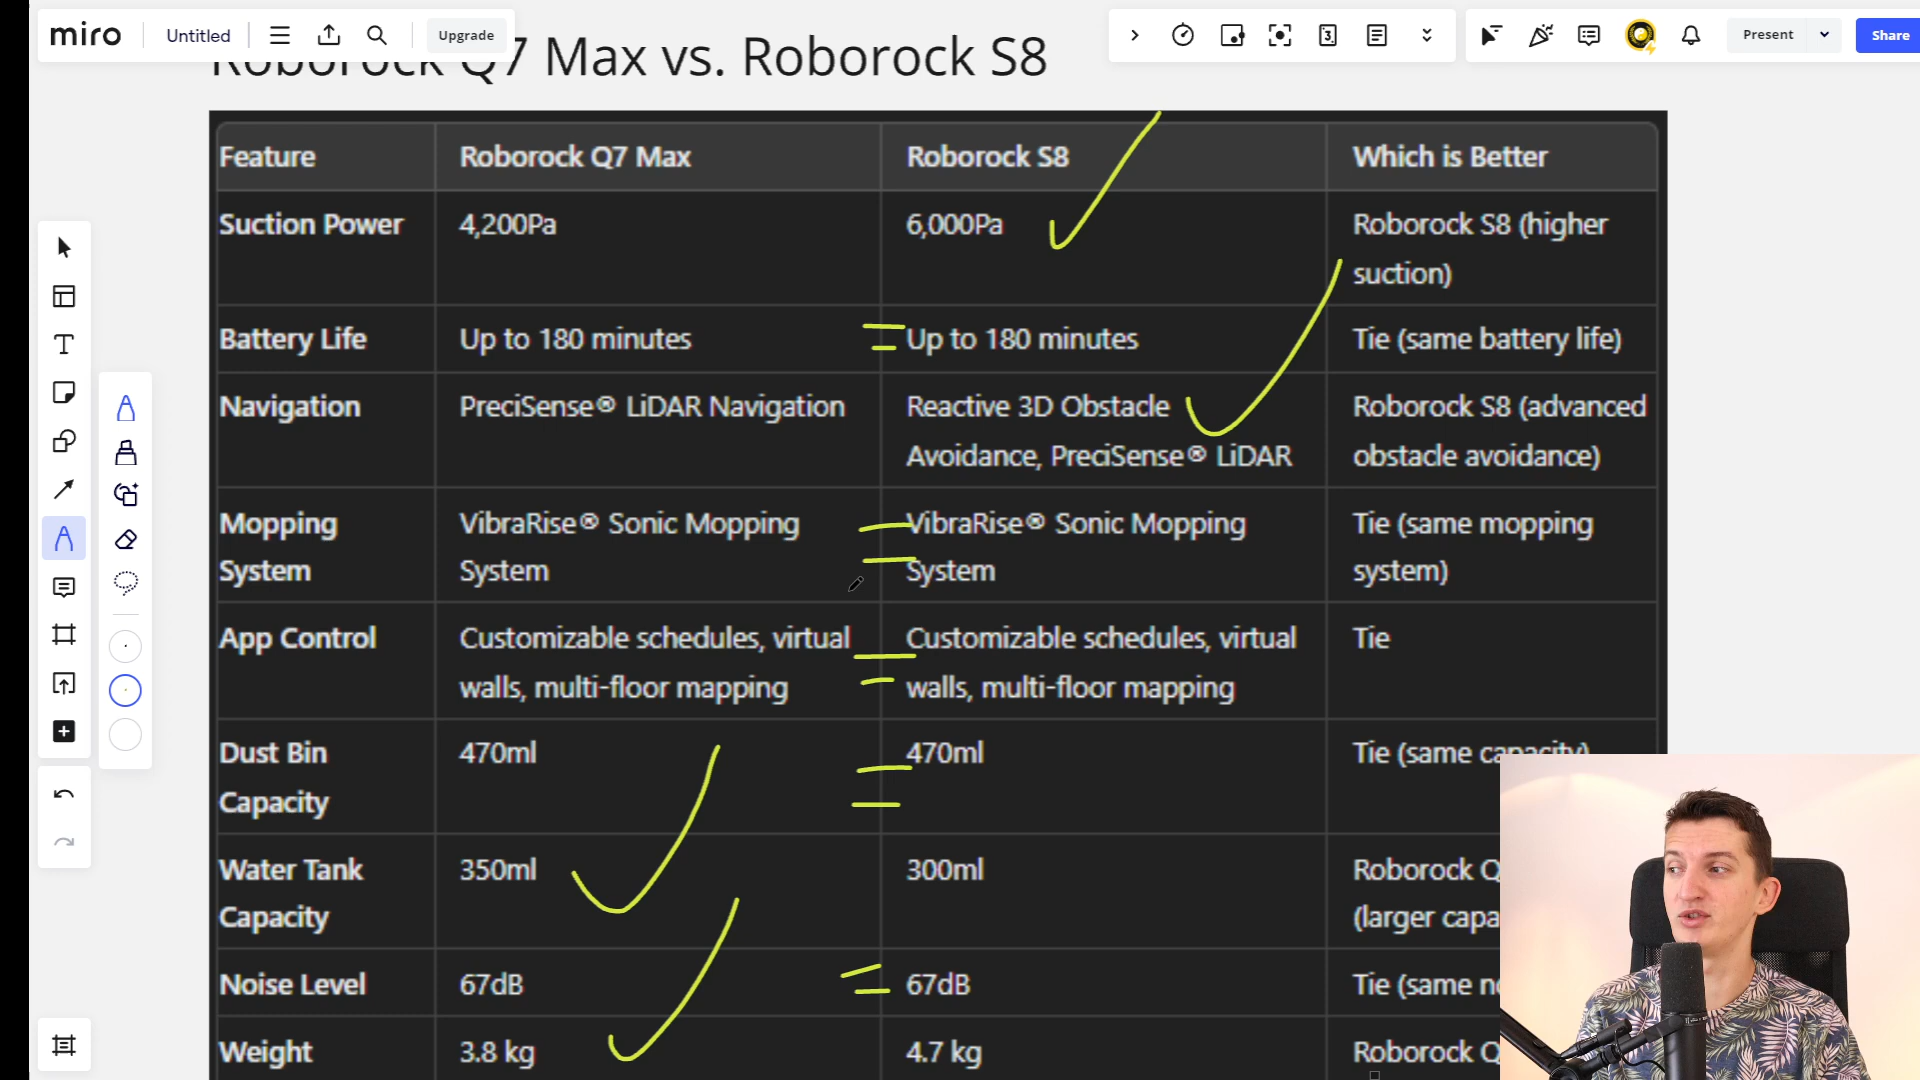 miro
Untitled
Upgrade
Present
Share
Roborock Q7 Max vs. Roborock S8
Feature Roborock Q7 Max Roborock S8 Which is Better
Suction Power 4,200Pa 6,000Pa Roborock S8 (higher
suction)
Battery Life Up to 180 minutes Up to 180 minutes Tie (same battery life)
Navigation PreciSense® LiDAR Navigation Reactive 3D Obstacle Roborock S8 (advanced
Avoidance, PreciSense® LiDAR obstacle avoidance)
Mopping VibraRise® Sonic Mopping VibraRise® Sonic Mopping Tie (same mopping
System System System system)
App Control Customizable schedules, virtual Customizable schedules, virtual Tie
walls, multi-floor mapping walls, multi-floor mapping
Dust Bin 470ml 470ml Tie (same capacity)
Capacity
Water Tank 350ml 300ml Roborock Q
Capacity (larger capa
Noise Level 67dB 67dB Tie (same
Weight 3.8 kg 4.7 kg Roborock Q